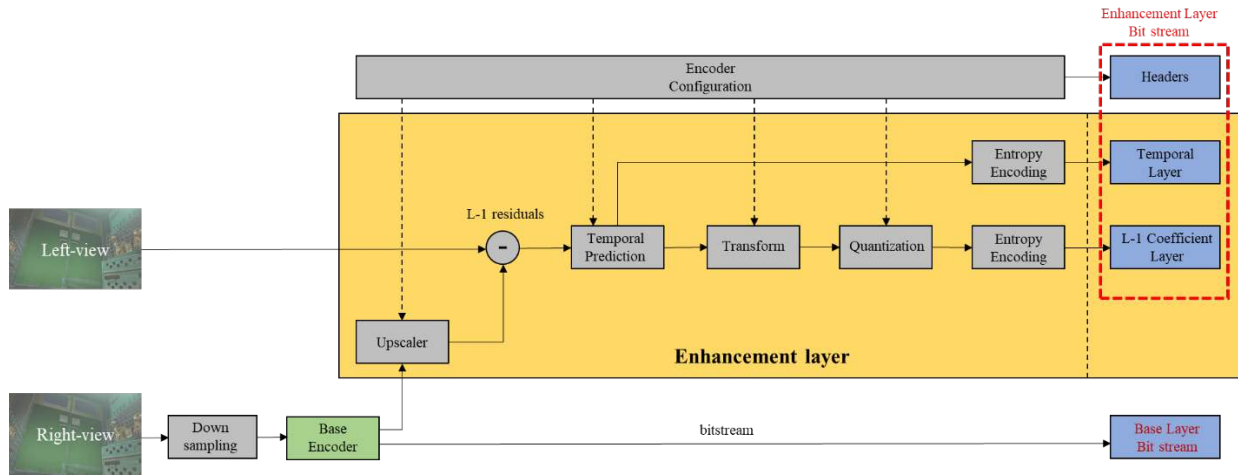 Enhancement Layer
Bit stream
Encoder
Configuration
Headers
Entropy
Encoding
Temporal
Layer
L-1 residuals
Left-view
Temporal
Prediction
Transform
Quantization
Entropy
Encoding
L-1 Coefficient
Layer
Upscaler
Enhancement layer
Right-view
Down
sampling
Base
Encoder
bitstream
Base Layer
Bit stream